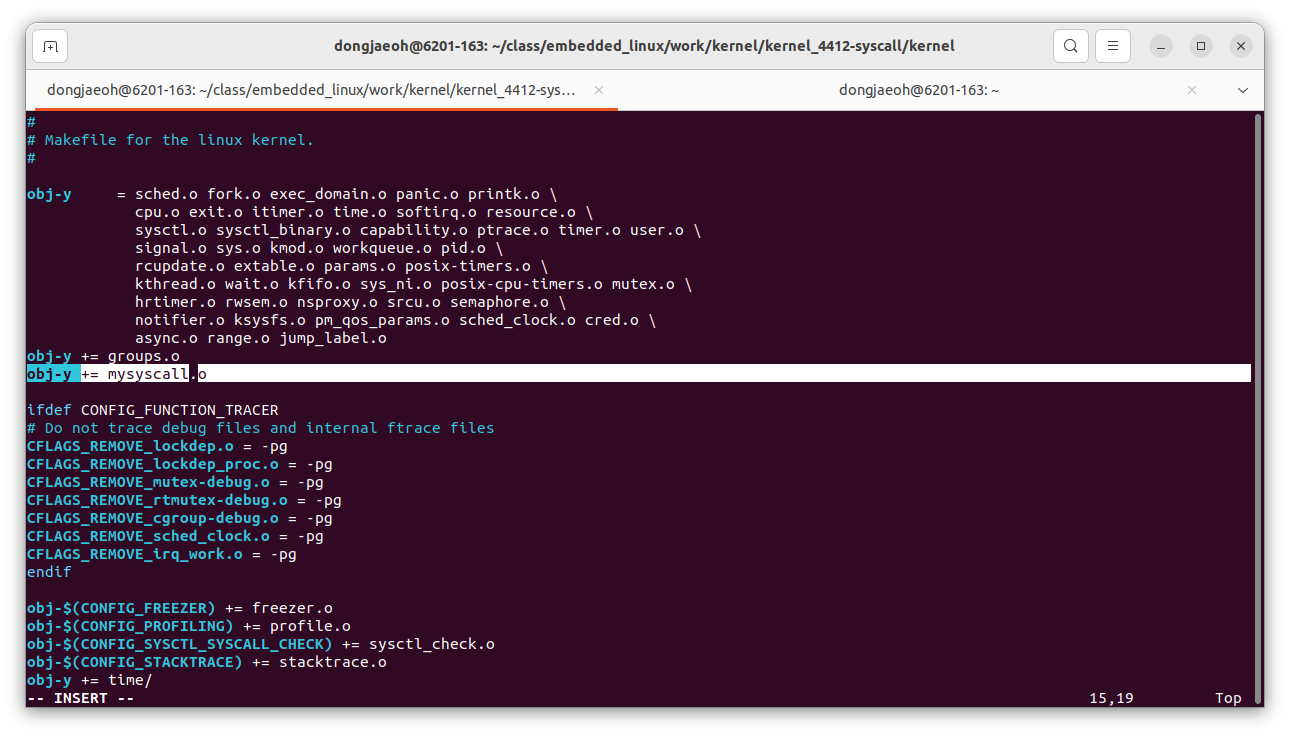 dongjaeoh@6201-163: ~/class/embedded_linux/work/kernel/kernel_4412-syscall/kernel
dongjaeoh@6201-163: ~/class/embedded_linux/work/kernel/kernel_4412-sys…
dongjaeoh@6201-163: ~
#
# Makefile for the linux kernel.
#
obj-y     = sched.o fork.o exec_domain.o panic.o printk.o \
            cpu.o exit.o itimer.o time.o softirq.o resource.o \
            sysctl.o sysctl_binary.o capability.o ptrace.o timer.o user.o \
            signal.o sys.o kmod.o workqueue.o pid.o \
            rcupdate.o extable.o params.o posix-timers.o \
            kthread.o wait.o kfifo.o sys_ni.o posix-cpu-timers.o mutex.o \
            hrtimer.o rwsem.o nsproxy.o srcu.o semaphore.o \
            notifier.o ksysfs.o pm_qos_params.o sched_clock.o cred.o \
            async.o range.o jump_label.o
obj-y += groups.o
obj-y += mysyscall.o
ifdef CONFIG_FUNCTION_TRACER
# Do not trace debug files and internal ftrace files
CFLAGS_REMOVE_lockdep.o = -pg
CFLAGS_REMOVE_lockdep_proc.o = -pg
CFLAGS_REMOVE_mutex-debug.o = -pg
CFLAGS_REMOVE_rtmutex-debug.o = -pg
CFLAGS_REMOVE_cgroup-debug.o = -pg
CFLAGS_REMOVE_sched_clock.o = -pg
CFLAGS_REMOVE_irq_work.o = -pg
endif
obj-$(CONFIG_FREEZER) += freezer.o
obj-$(CONFIG_PROFILING) += profile.o
obj-$(CONFIG_SYSCTL_SYSCALL_CHECK) += sysctl_check.o
obj-$(CONFIG_STACKTRACE) += stacktrace.o
obj-y += time/
-- INSERT -- 15,19 Top